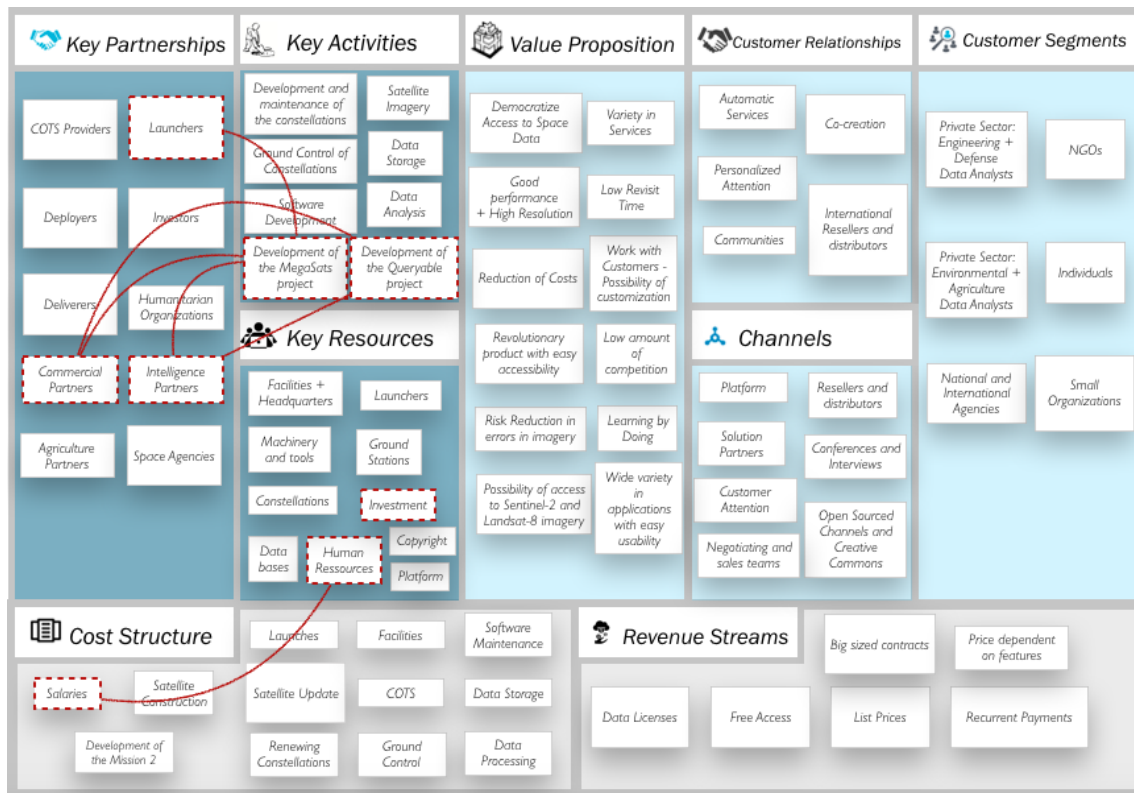 Key Partnerships
COTS Providers
Launchers
Deployers
Investors
Deliverers
Humanitarian
Organizations
Commercial
Partners
Intelligence
Partners
Agriculture
Partners
Space Agencies
Key Activities
Development and
maintenance of the
constellations
Satellite
Imagery
Ground Control of
Constellations
Data
Storage
Software
Development
Data
Analysis
Development of
the MegaSats
project
Development of
the Queryable
project
Key Resources
Facilities +
Headquarters
Launchers
Machinery
and tools
Ground
Stations
Constellations
Investment
Data
bases
Human
Ressources
Copyright
Platform
Value Proposition
Democratize
Access to Space
Data
Variety in
Services
Good
performance
+ High Resolution
Low Revisit
Time
Reduction of Costs
Work with
Customers -
Possibility of
customization
Revolutionary
product with easy
accessibility
Low amount
of
competition
Risk Reduction in
errors in imagery
Learning by
Doing
Possibility of access
to Sentinel-2 and
Landsat-8 imagery
Wide variety
in
applications
with easy
usability
Customer Relationships
Automatic
Services
Co-creation
Personalized
Attention
International
Resellers and
distributors
Communities
Channels
Platform
Resellers and
distributors
Solution
Partners
Conferences and
Interviews
Customer
Attention
Open Sourced
Channels and
Creative
Commons
Negotiating and
sales teams
Customer Segments
Private Sector:
Engineering +
Defense
Data Analysts
NGOs
Private Sector:
Environmental +
Agriculture
Data Analysts
Individuals
National and
International
Agencies
Small
Organizations
Cost Structure
Salaries
Satellite
Construction
Development of
the Mission 2
Launches
Facilities
Software
Maintenance
Satellite Update
COTS
Data Storage
Renewing
Constellations
Ground
Control
Data
Processing
Revenue Streams
Big sized contracts
Price dependent
on features
Data Licenses
Free Access
List Prices
Recurrent Payments